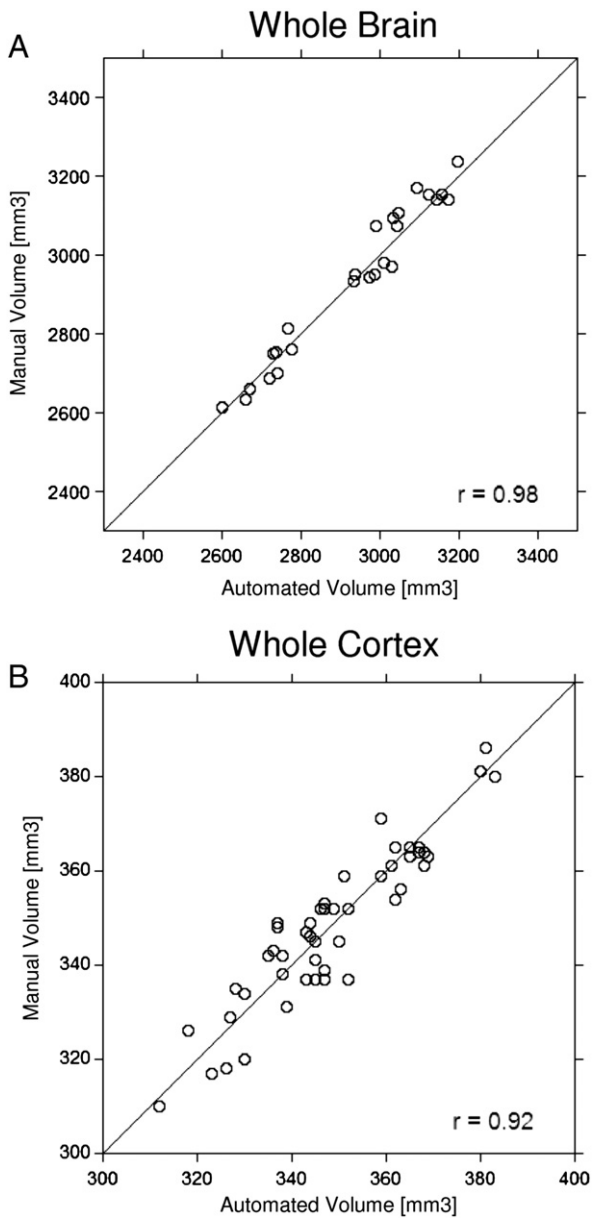 Whole Brain
A
3400
3200
3000
2800
2600
2400
Manual Volume [mm3]
r = 0.98
2400 2600 2800 3000 3200 3400
Automated Volume [mm3]
Whole Cortex
B
400
380
360
340
320
300
Manual Volume [mm3]
r = 0.92
300 320 340 360 380 400
Automated Volume [mm3]